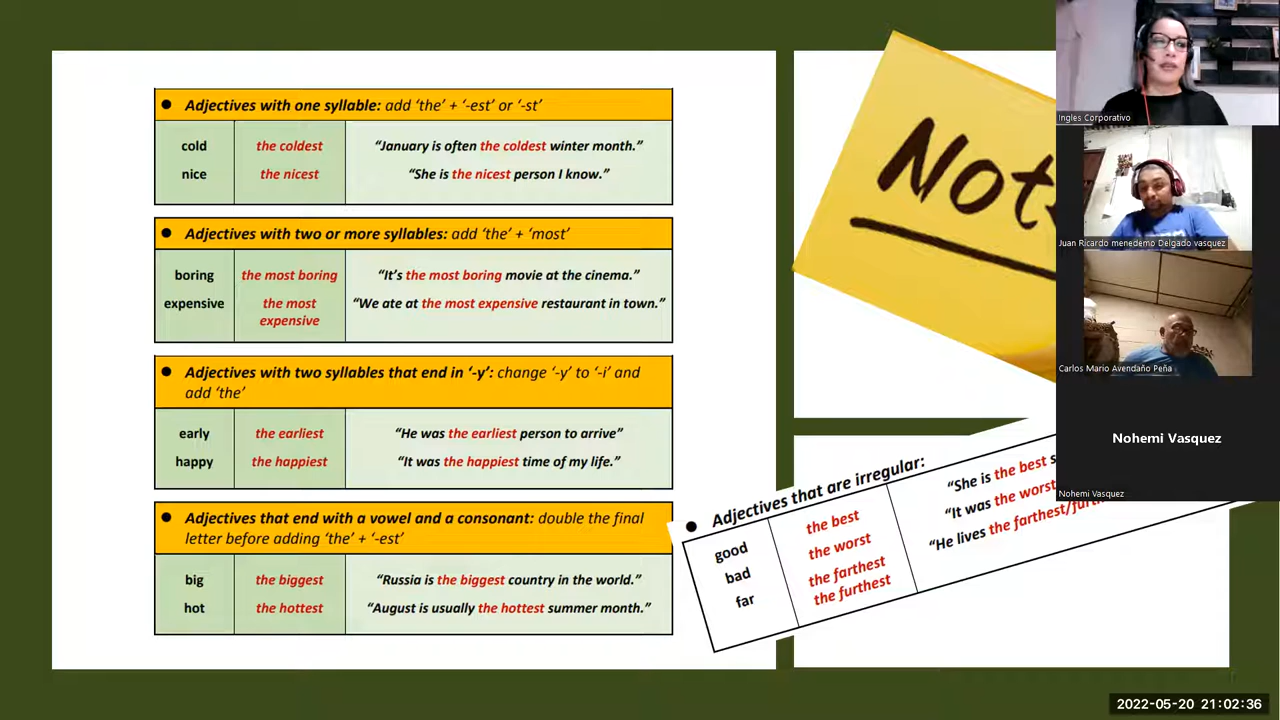 ● Adjectives with one syllable: add ‘the’ + ‘-est’ or ‘-st’
cold the coldest “January is often the coldest winter month.”
nice the nicest “She is the nicest person I know.”
● Adjectives with two or more syllables: add ‘the’ + ‘most’
boring the most boring “It’s the most boring movie at the cinema.”
expensive the most expensive “We ate at the most expensive restaurant in town.”
● Adjectives with two syllables that end in ‘-y’: change ‘-y’ to ‘-i’ and
add ‘the’
early the earliest “He was the earliest person to arrive”
happy the happiest “It was the happiest time of my life.”
● Adjectives that end with a vowel and a consonant: double the final
letter before adding ‘the’ + ‘-est’
big the biggest “Russia is the biggest country in the world.”
hot the hottest “August is usually the hottest summer month.”
● Adjectives that are irregular:
good the best “She is the best
bad the worst “It was the worst
far the farthest “He lives the farthest/
the furthest
Ingles Corporativo
Juan Ricardo menedemo Delgado vasquez
Carlos Mario Avendaño Peña
Nohemi Vasquez
Nohemi Vasquez
2022-05-20 21:02:36